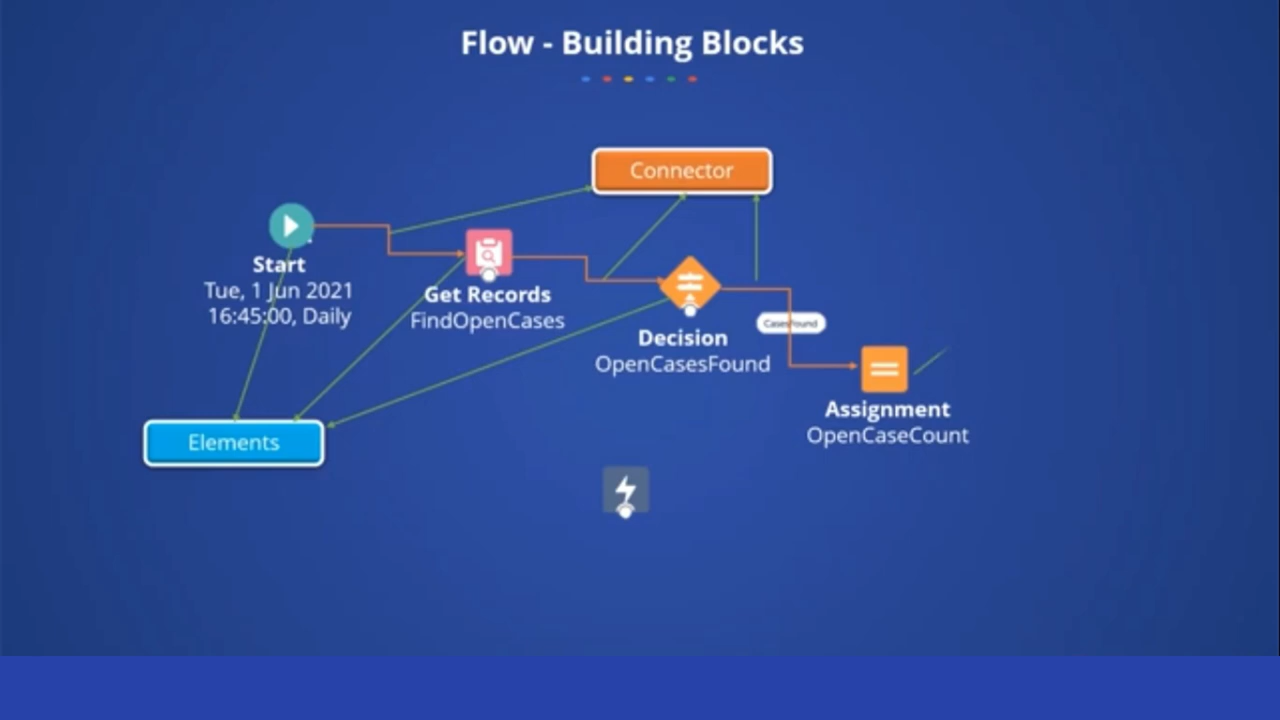 Flow - Building Blocks
Connector
Start
Tue, 1 Jun 2021
16:45:00, Daily
Get Records
FindOpenCases
Decision
OpenCasesFound
CasesFound
Assignment
OpenCaseCount
Elements